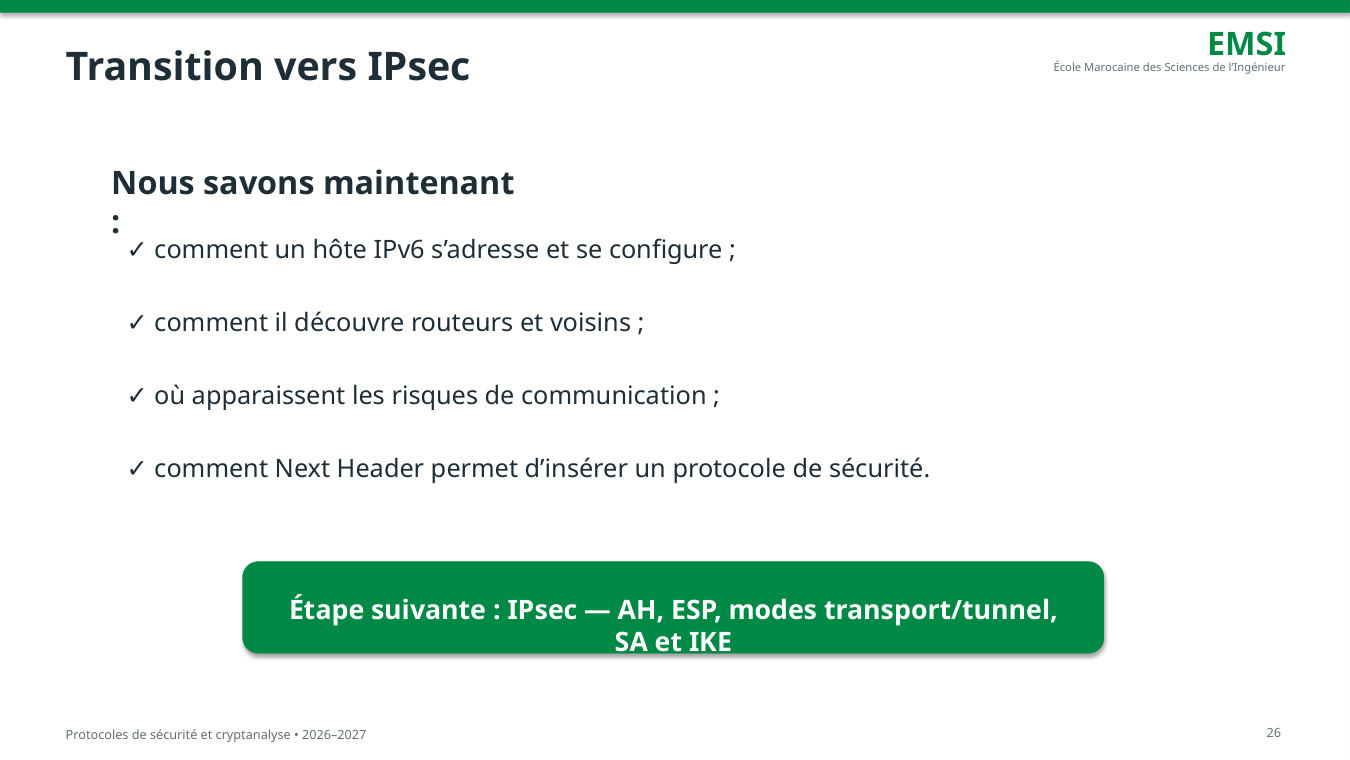 EMSI
École Marocaine des Sciences de l’Ingénieur
Transition vers IPsec
Nous savons maintenant
:
✓ comment un hôte IPv6 s’adresse et se configure ;
✓ comment il découvre routeurs et voisins ;
✓ où apparaissent les risques de communication ;
✓ comment Next Header permet d’insérer un protocole de sécurité.
Étape suivante : IPsec — AH, ESP, modes transport/tunnel,
SA et IKE
Protocoles de sécurité et cryptanalyse • 2026–2027
26